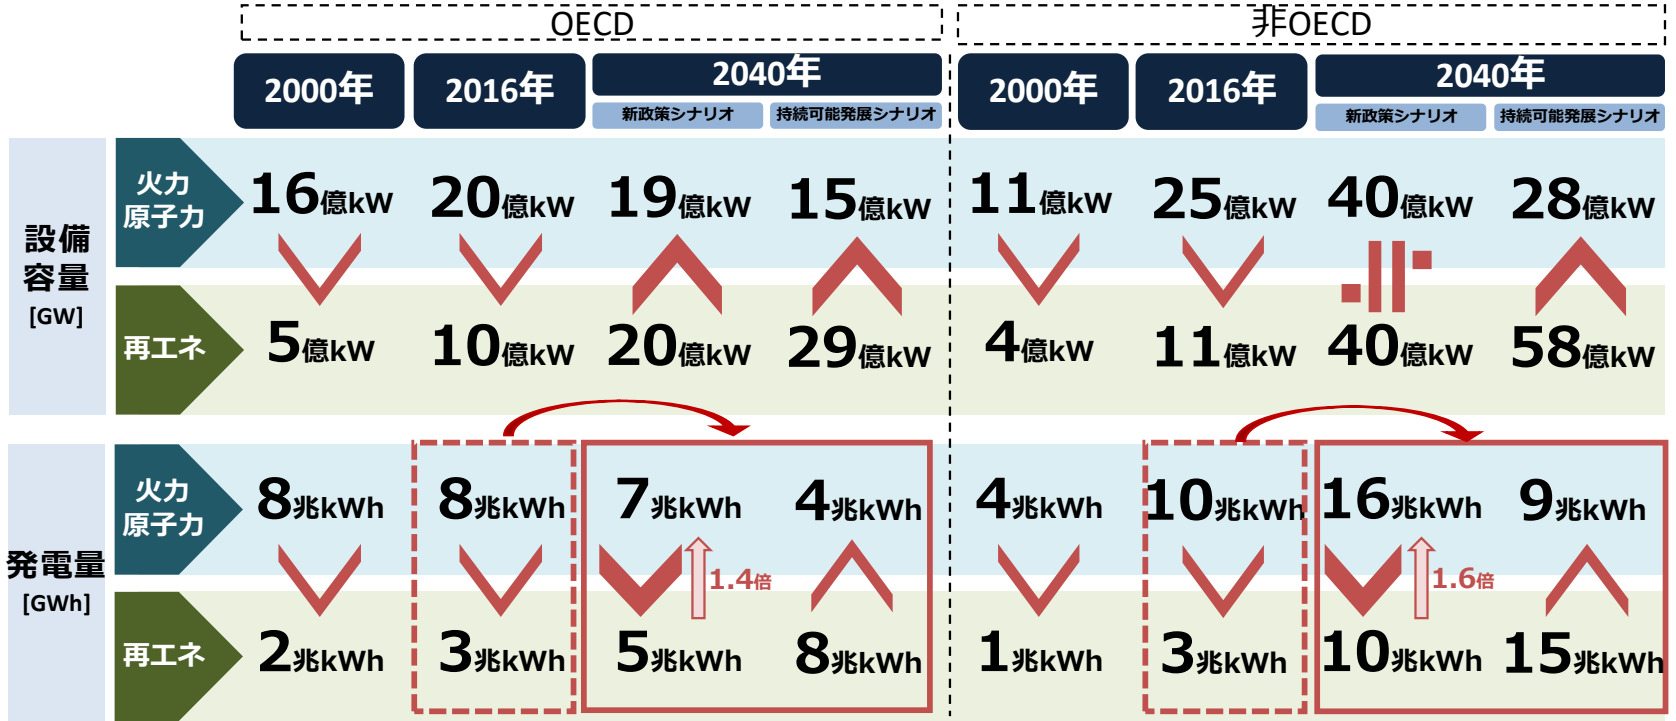 OECD
非OECD
2000年
2016年
2040年
新政策シナリオ
持続可能発展シナリオ
2000年
2016年
2040年
新政策シナリオ
持続可能発展シナリオ
設備
容量
[GW]
火力
原子力
16億kW
20億kW
19億kW
15億kW
11億kW
25億kW
40億kW
28億kW
再エネ
5億kW
10億kW
20億kW
29億kW
4億kW
11億kW
40億kW
58億kW
発電量
[GWh]
火力
原子力
8兆kWh
8兆kWh
7兆kWh
4兆kWh
4兆kWh
10兆kWh
16兆kWh
9兆kWh
1.4倍
1.6倍
再エネ
2兆kWh
3兆kWh
5兆kWh
8兆kWh
1兆kWh
3兆kWh
10兆kWh
15兆kWh